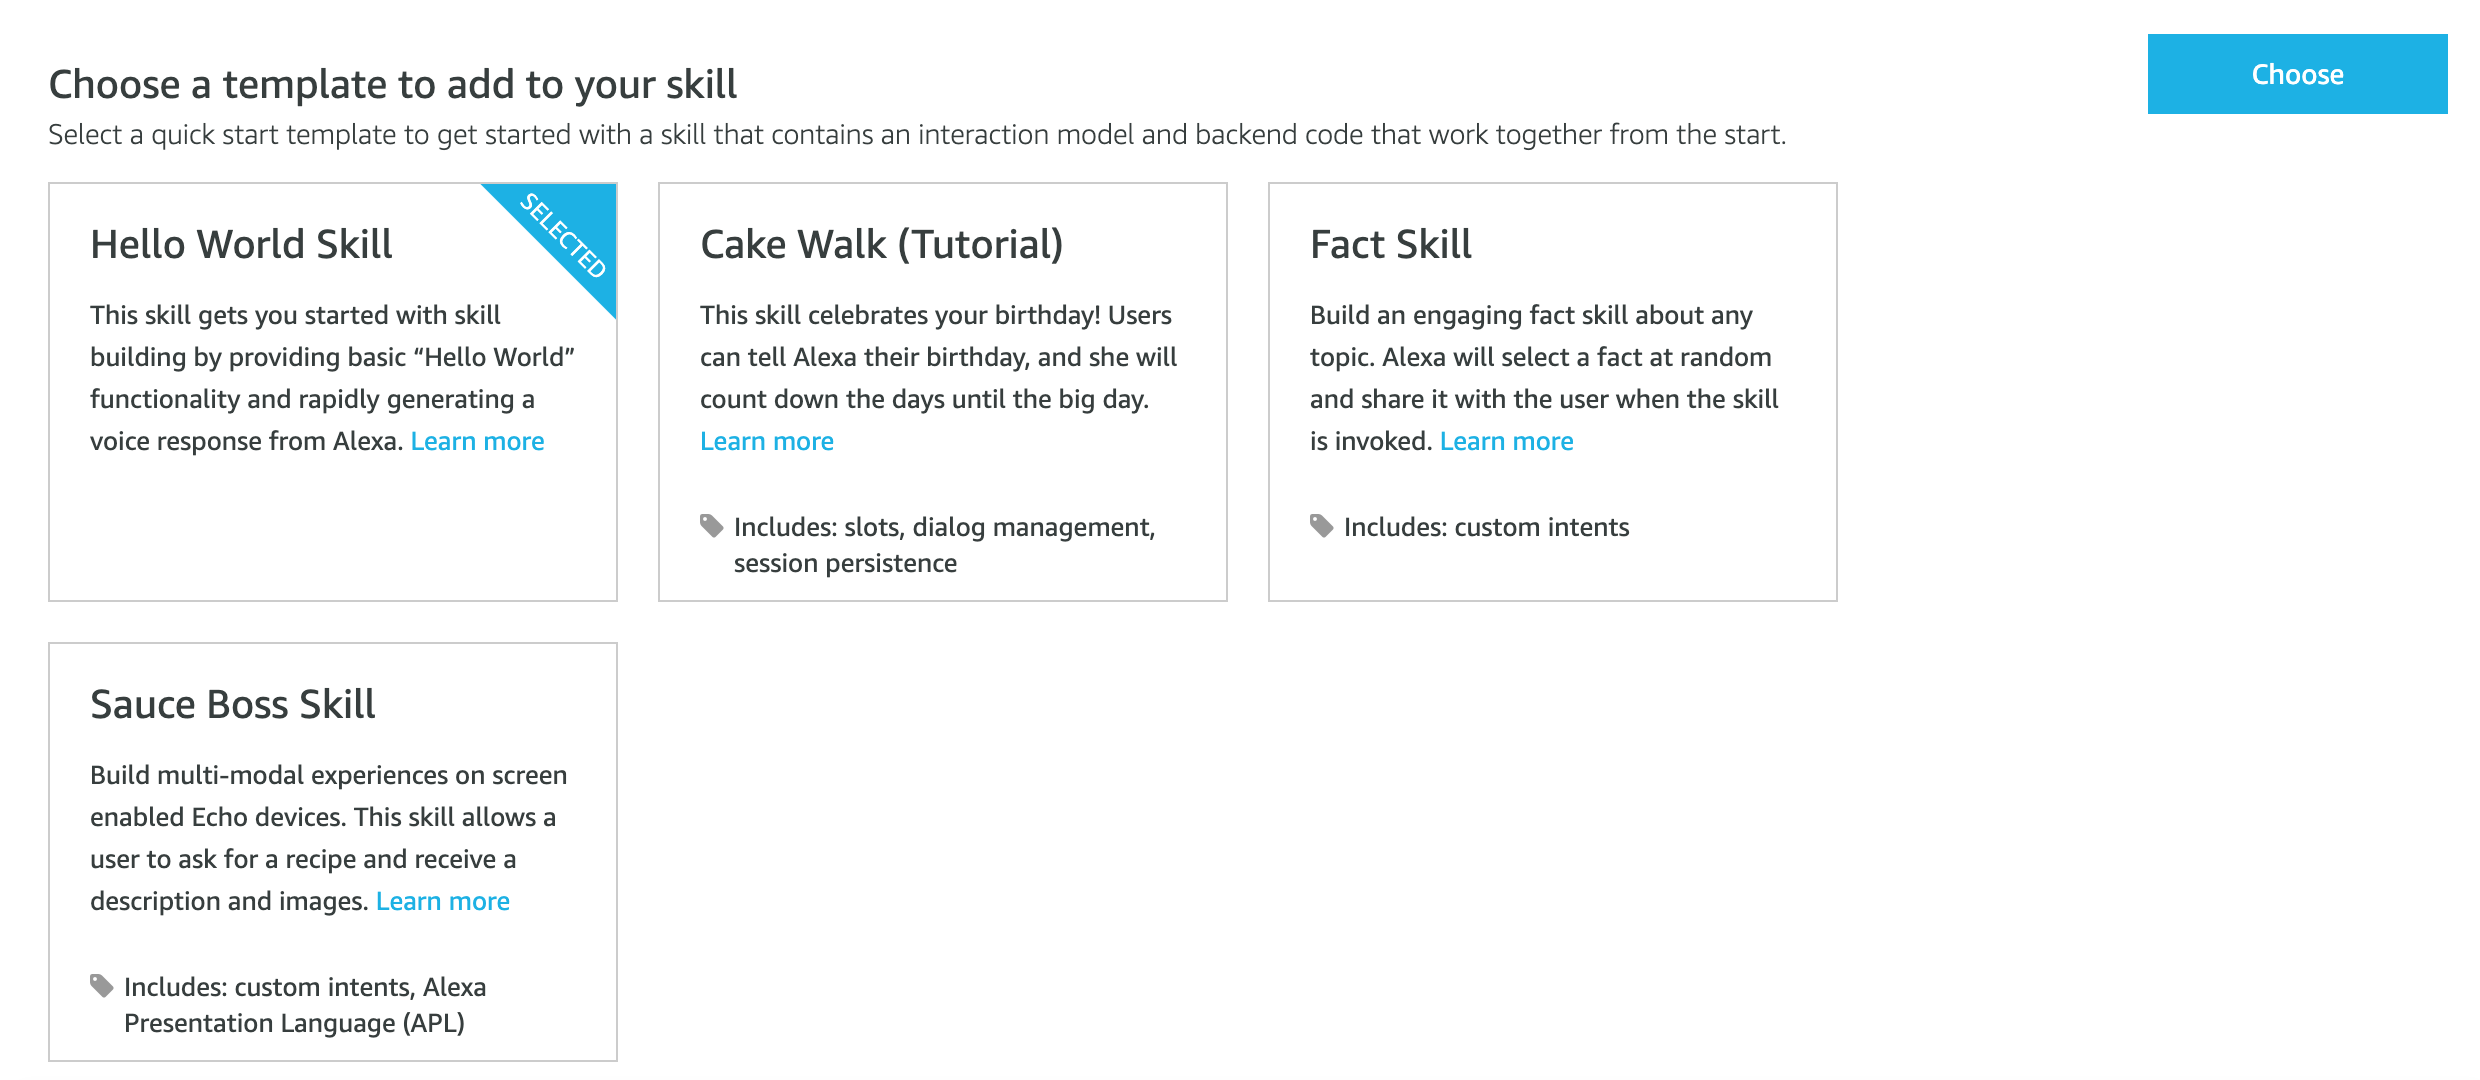 Choose a template to add to your skill
Choose
Select a quick start template to get started with a skill that contains an interaction model and backend code that work together from the start.
Hello World Skill
SELECTED
This skill gets you started with skill
building by providing basic “Hello World”
functionality and rapidly generating a
voice response from Alexa. Learn more
Cake Walk (Tutorial)
This skill celebrates your birthday! Users
can tell Alexa their birthday, and she will
count down the days until the big day.
Learn more
Includes: slots, dialog management,
session persistence
Fact Skill
Build an engaging fact skill about any
topic. Alexa will select a fact at random
and share it with the user when the skill
is invoked. Learn more
Includes: custom intents
Sauce Boss Skill
Build multi-modal experiences on screen
enabled Echo devices. This skill allows a
user to ask for a recipe and receive a
description and images. Learn more
Includes: custom intents, Alexa
Presentation Language (APL)